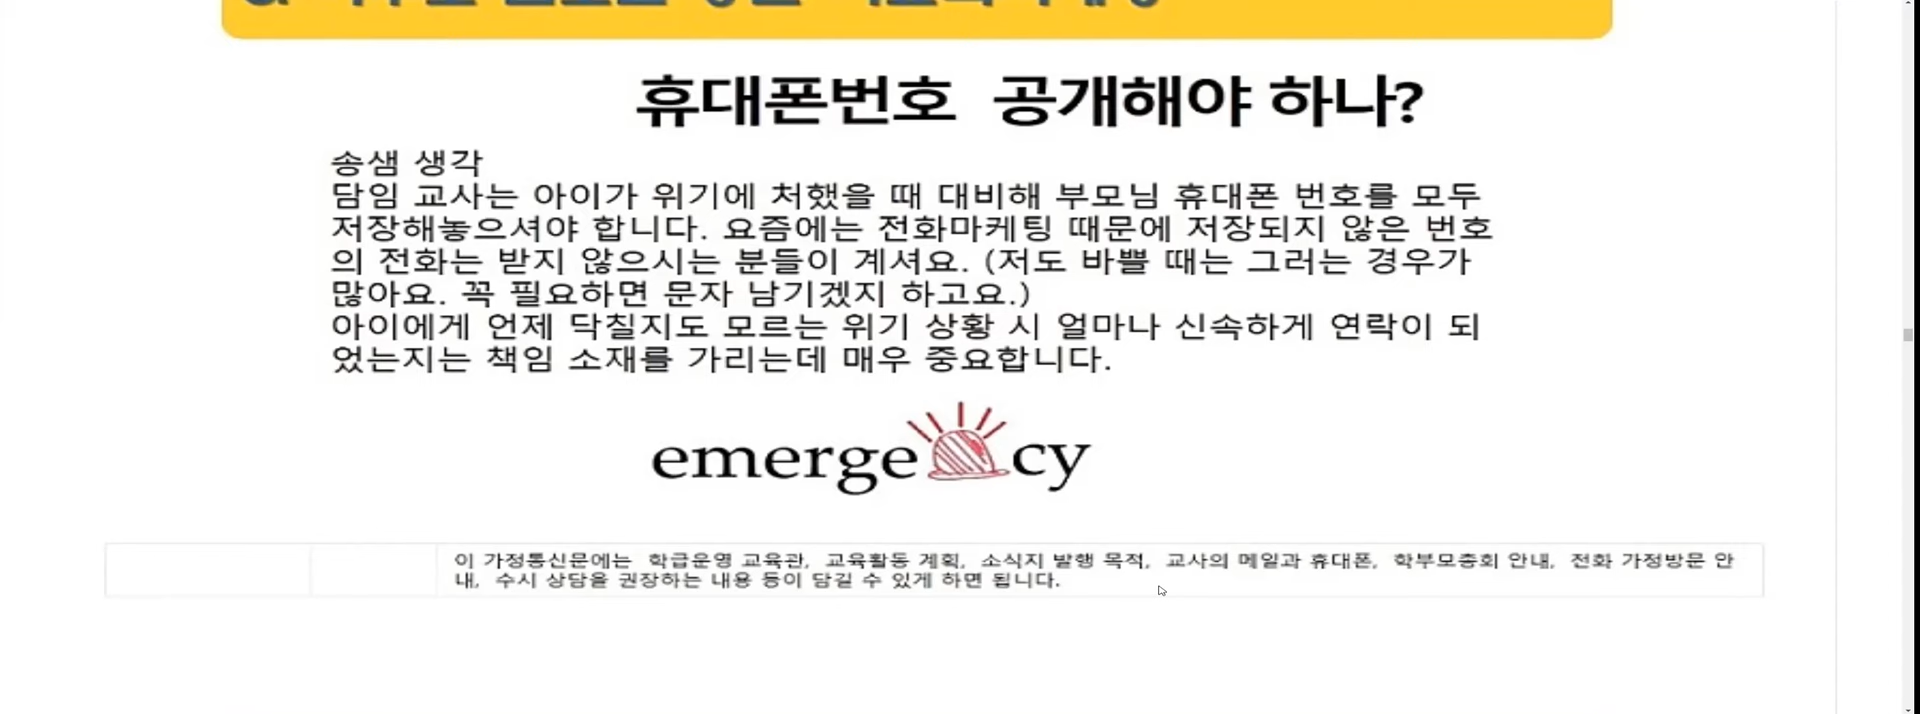 휴대폰번호 공개해야 하나?
송샘 생각
담임 교사는 아이가 위기에 처했을 때 대비해 부모님 휴대폰 번호를 모두
저장해놓으셔야 합니다. 요즘에는 전화마케팅 때문에 저장되지 않은 번호
의 전화는 받지 않으시는 분들이 계셔요. (저도 바쁠 때는 그러는 경우가
많아요. 꼭 필요하면 문자 남기겠지 하고요.)
아이에게 언제 닥칠지도 모르는 위기 상황 시 얼마나 신속하게 연락이 되
었는지는 책임 소재를 가리는데 매우 중요합니다.
emerge cy
이 가정통신문에는 학급운영 교육관, 교육활동 계획, 소식지 발행 목적, 교사의 메일과 휴대폰, 학부모총회 안내, 전화 가정방문 안
내, 수시 상담을 권장하는 내용 등이 담길 수 있게 하면 됩니다.